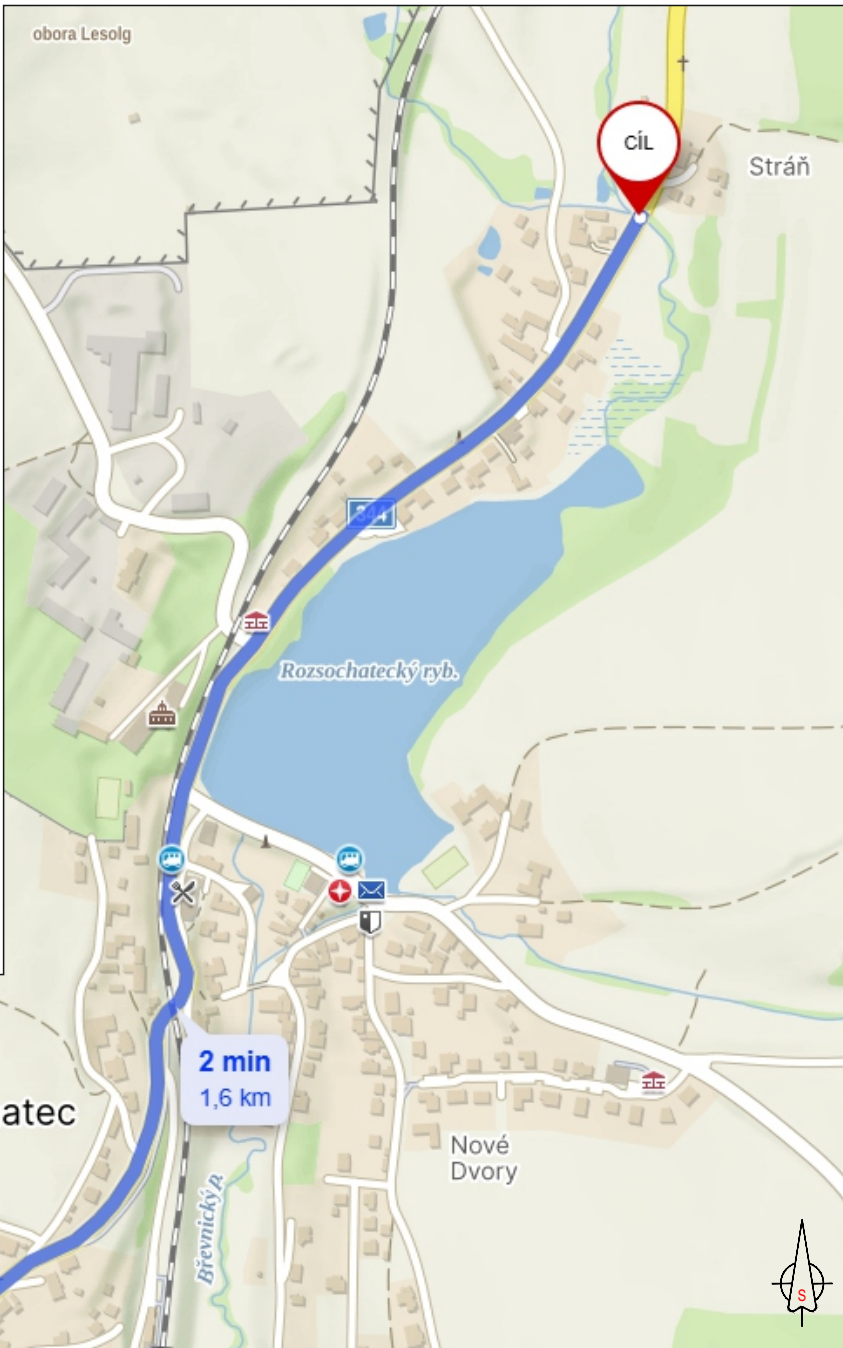 obora Lesolg
CÍL
Stráň
344
Rozsochatecký ryb.
2 min
1,6 km
atec
Nové
Dvory
Břevnický p.
S